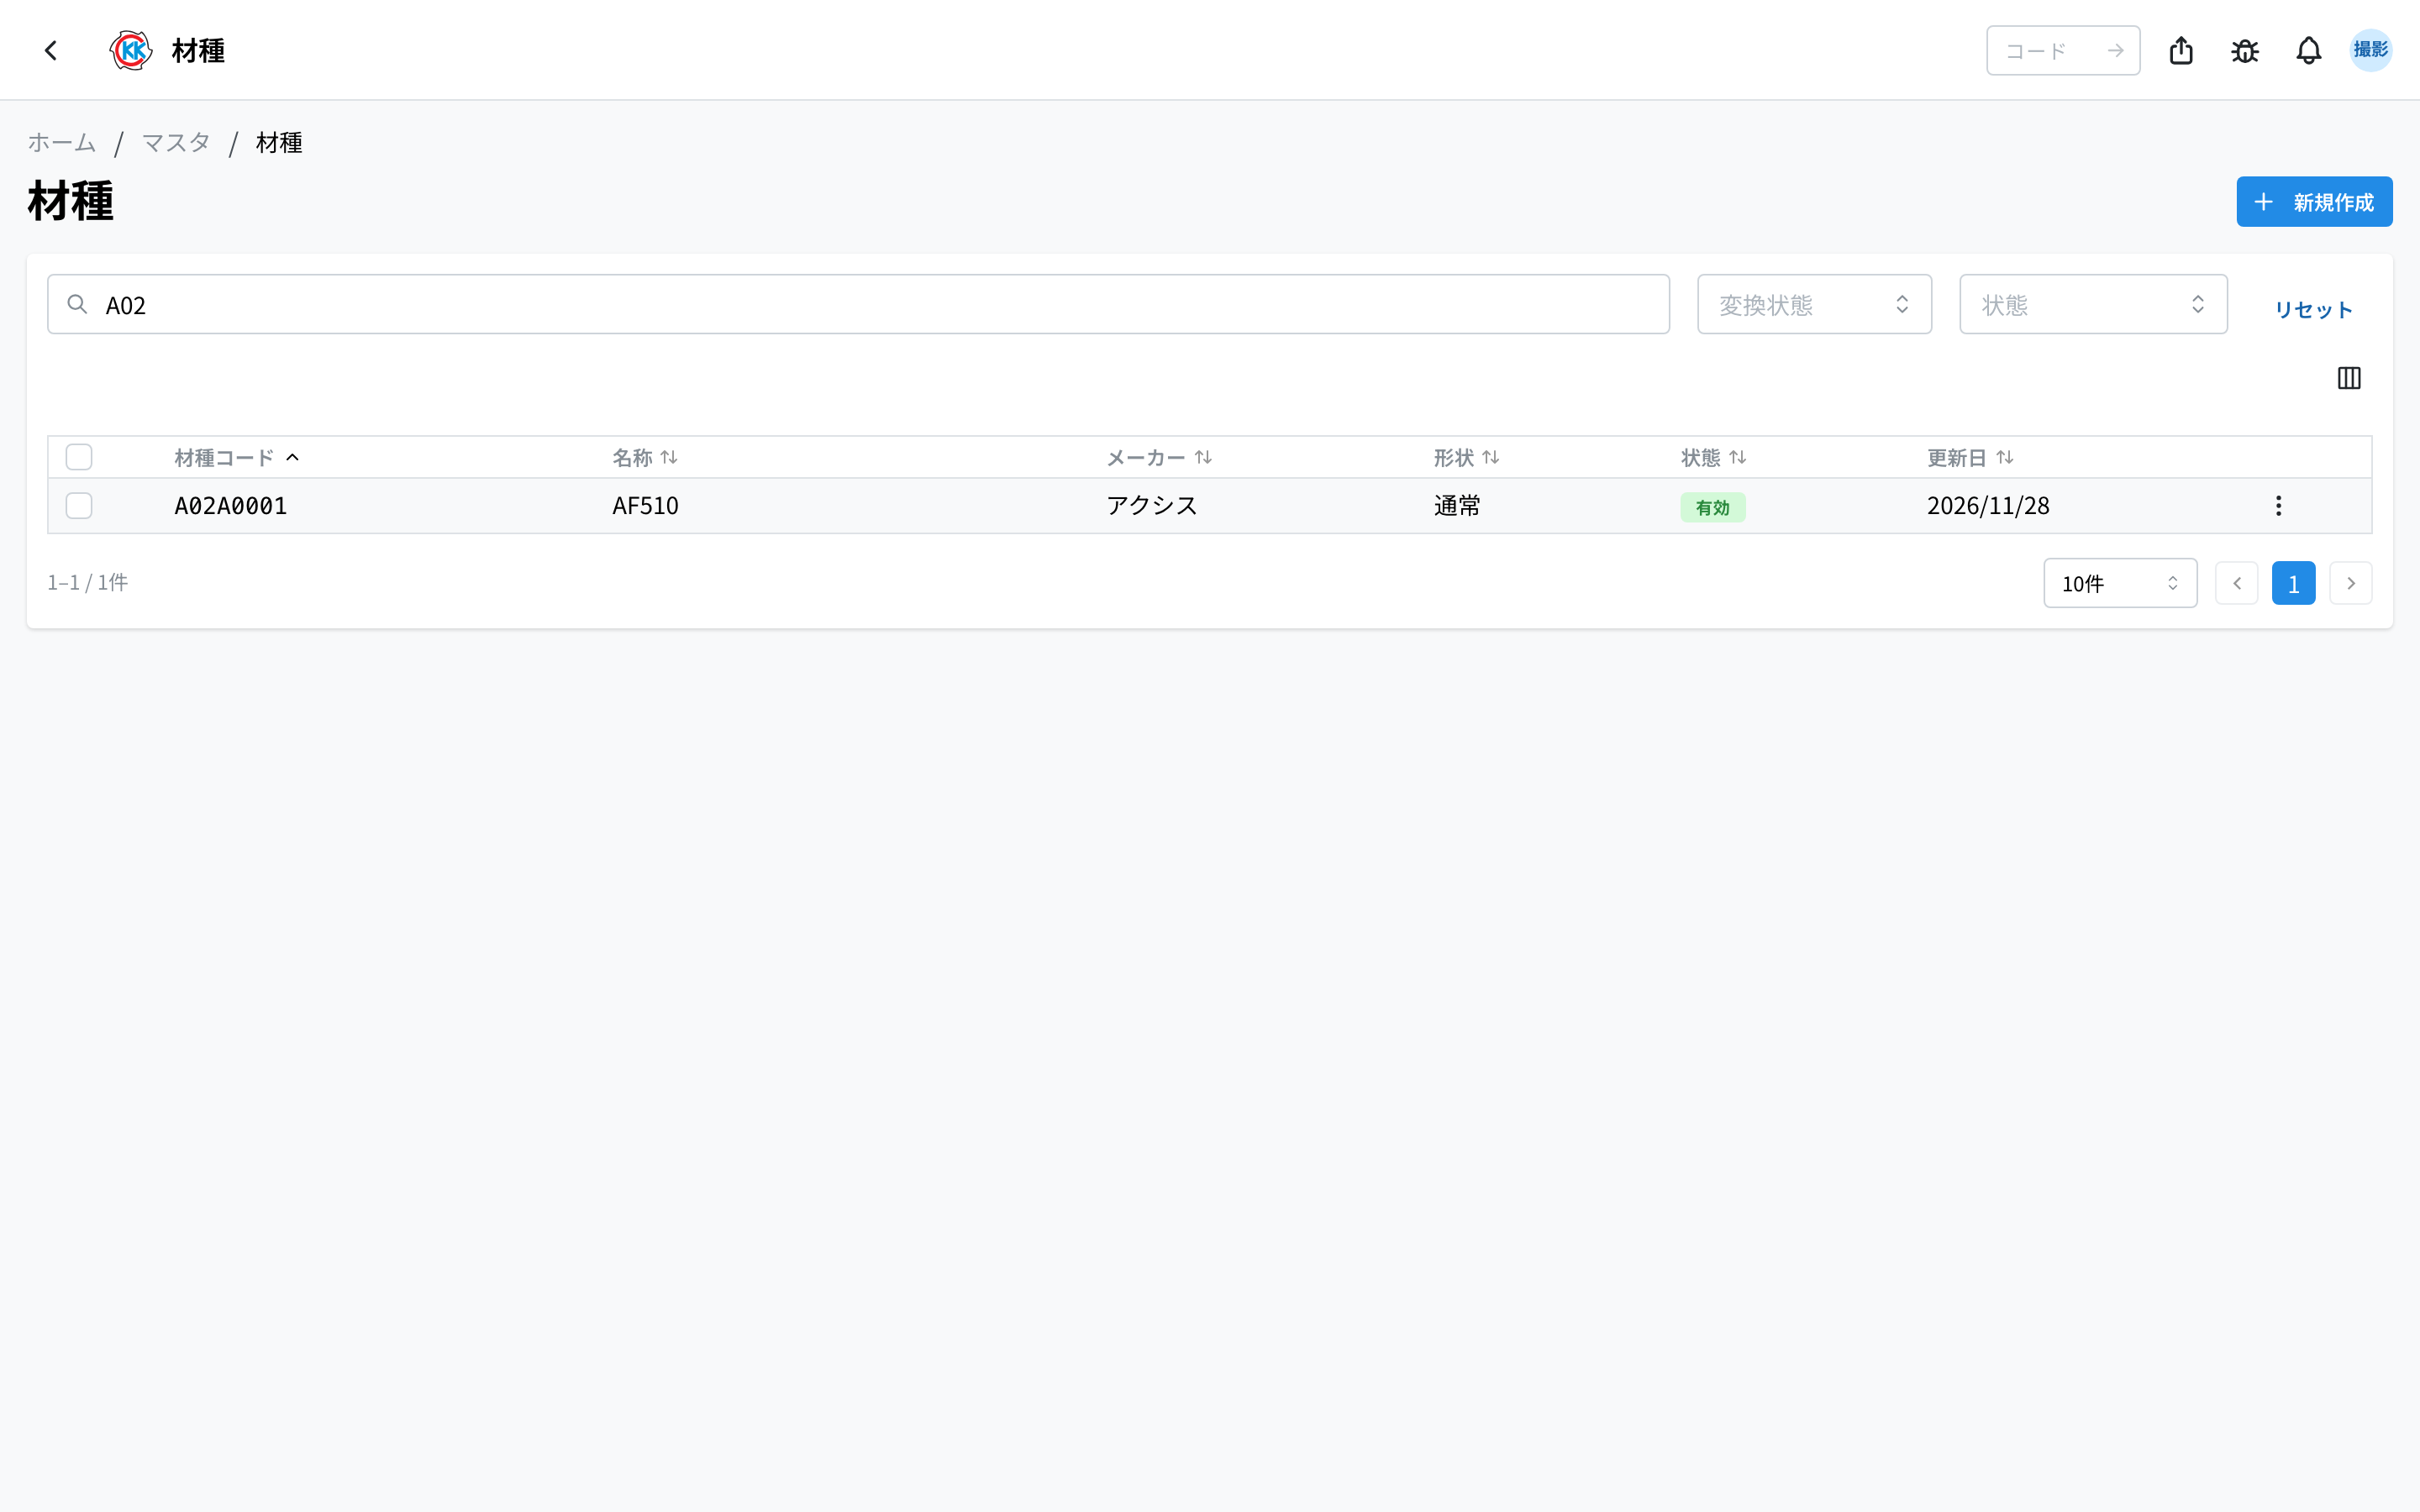 KK 材種
コード
撮影
ホーム / マスタ / 材種
材種
新規作成
A02
変換状態
状態
リセット
材種コード 名称 メーカー 形状 状態 更新日
A02A0001 AF510 アクシス 通常 有効 2026/11/28
1–1 / 1件
10件
1